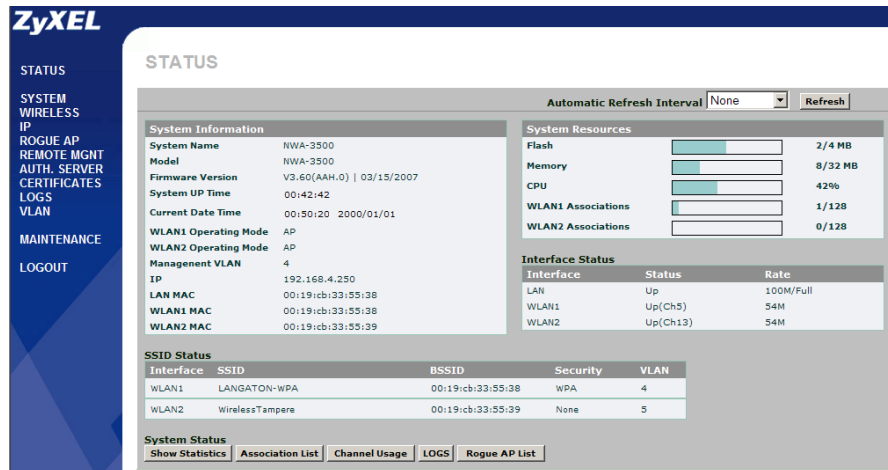 ZyXEL
STATUS
SYSTEM
WIRELESS
IP
ROGUE AP
REMOTE MGNT
AUTH. SERVER
CERTIFICATES
LOGS
VLAN
MAINTENANCE
LOGOUT
STATUS
Automatic Refresh Interval None Refresh
System Information
System Name NWA-3500
Model NWA-3500
Firmware Version V3.60(AAH.0) | 03/15/2007
System UP Time 00:42:42
Current Date Time 00:50:20 2000/01/01
WLAN1 Operating Mode AP
WLAN2 Operating Mode AP
Managenent VLAN 4
IP 192.168.4.250
LAN MAC 00:19:cb:33:55:38
WLAN1 MAC 00:19:cb:33:55:38
WLAN2 MAC 00:19:cb:33:55:39
System Resources
Flash 2/4 MB
Memory 8/32 MB
CPU 42%
WLAN1 Associations 1/128
WLAN2 Associations 0/128
Interface Status
Interface Status Rate
LAN Up 100M/Full
WLAN1 Up(Ch5) 54M
WLAN2 Up(Ch13) 54M
SSID Status
Interface SSID BSSID Security VLAN
WLAN1 LANGATON-WPA 00:19:cb:33:55:38 WPA 4
WLAN2 WirelessTampere 00:19:cb:33:55:39 None 5
System Status
Show Statistics Association List Channel Usage LOGS Rogue AP List